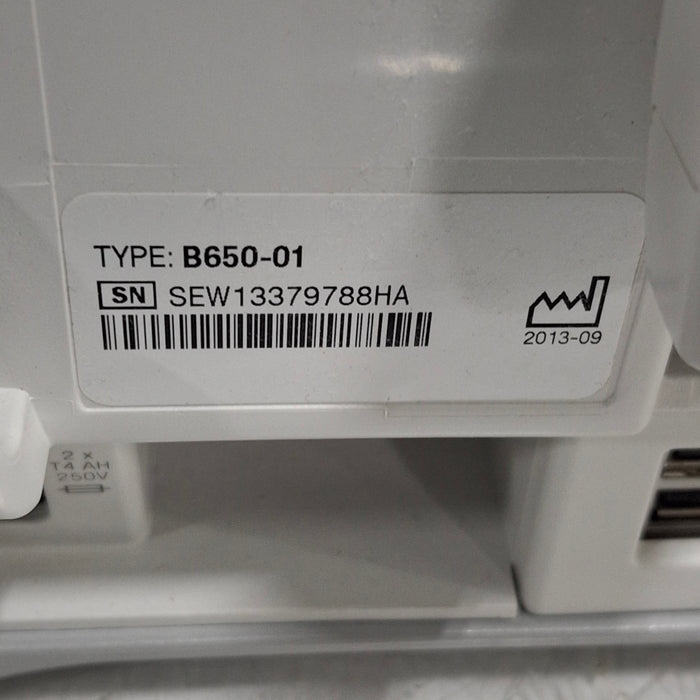 TYPE: B650-01
SN SEW13379788HA
2013-09
2 x
T4 AH
250V